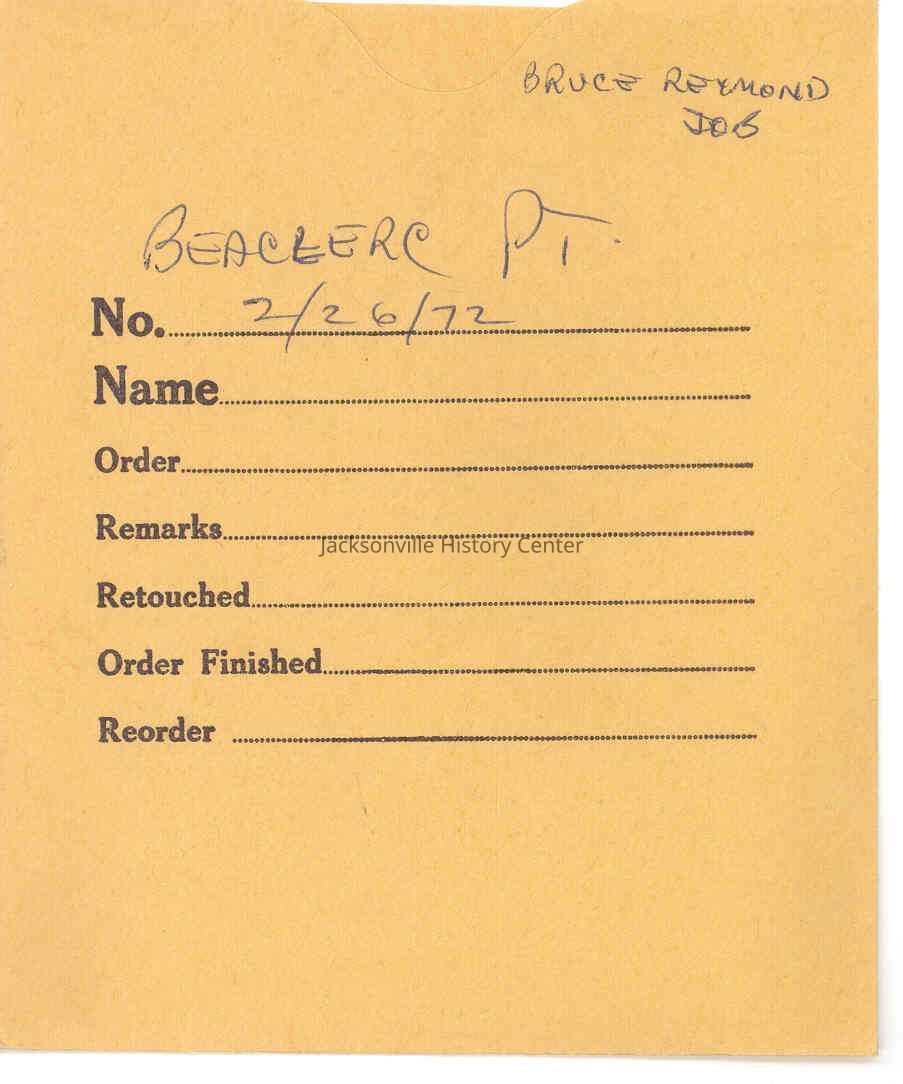 BRUCE REYMOND
JOB
BEACLERC PT.
No. 2/26/72
Name
Order
Remarks
Jacksonville History Center
Retouched
Order Finished
Reorder